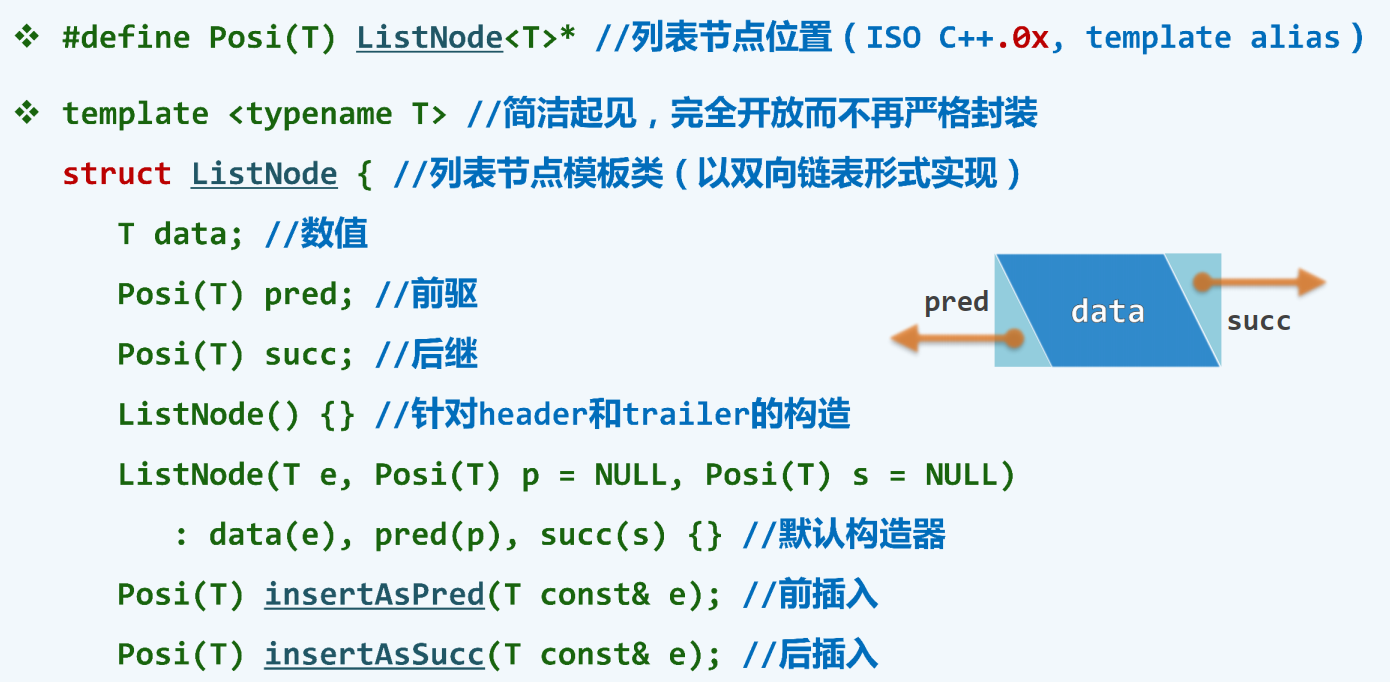 ❖ #define Posi(T) ListNode<T>* //列表节点位置（ISO C++.0x, template alias）
❖ template <typename T> //简洁起见，完全开放而不再严格封装
struct ListNode { //列表节点模板类（以双向链表形式实现）
T data; //数值
Posi(T) pred; //前驱
Posi(T) succ; //后继
ListNode() {} //针对header和trailer的构造
ListNode(T e, Posi(T) p = NULL, Posi(T) s = NULL)
: data(e), pred(p), succ(s) {} //默认构造器
Posi(T) insertAsPred(T const& e); //前插入
Posi(T) insertAsSucc(T const& e); //后插入
pred
data
succ